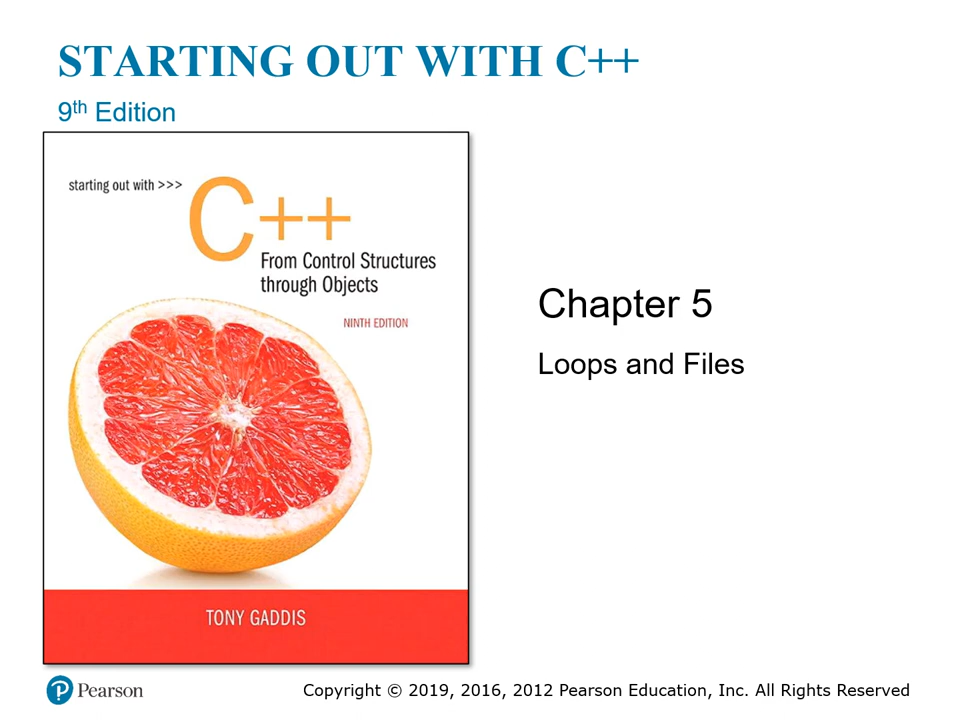 STARTING OUT WITH C++
9th Edition
starting out with >>>
C++
From Control Structures
through Objects
NINTH EDITION
TONY GADDIS
Chapter 5
Loops and Files
Pearson
Copyright © 2019, 2016, 2012 Pearson Education, Inc. All Rights Reserved